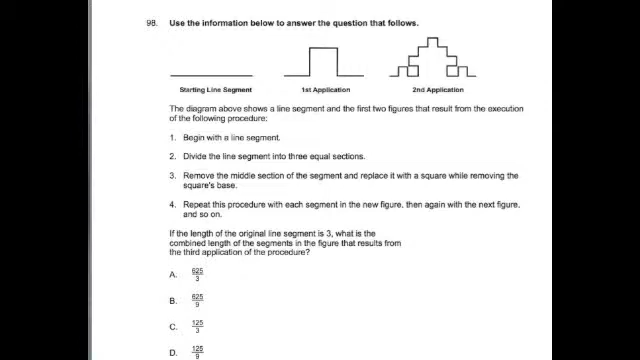 98. Use the information below to answer the question that follows.
Starting Line Segment 1st Application 2nd Application
The diagram above shows a line segment and the first two figures that result from the execution
of the following procedure:
1. Begin with a line segment.
2. Divide the line segment into three equal sections.
3. Remove the middle section of the segment and replace it with a square while removing the
square's base.
4. Repeat this procedure with each segment in the new figure, then again with the next figure,
and so on.
If the length of the original line segment is 3, what is the
combined length of the segments in the figure that results from
the third application of the procedure?
A. 625/3
B. 625/9
C. 125/3
D. 125/9